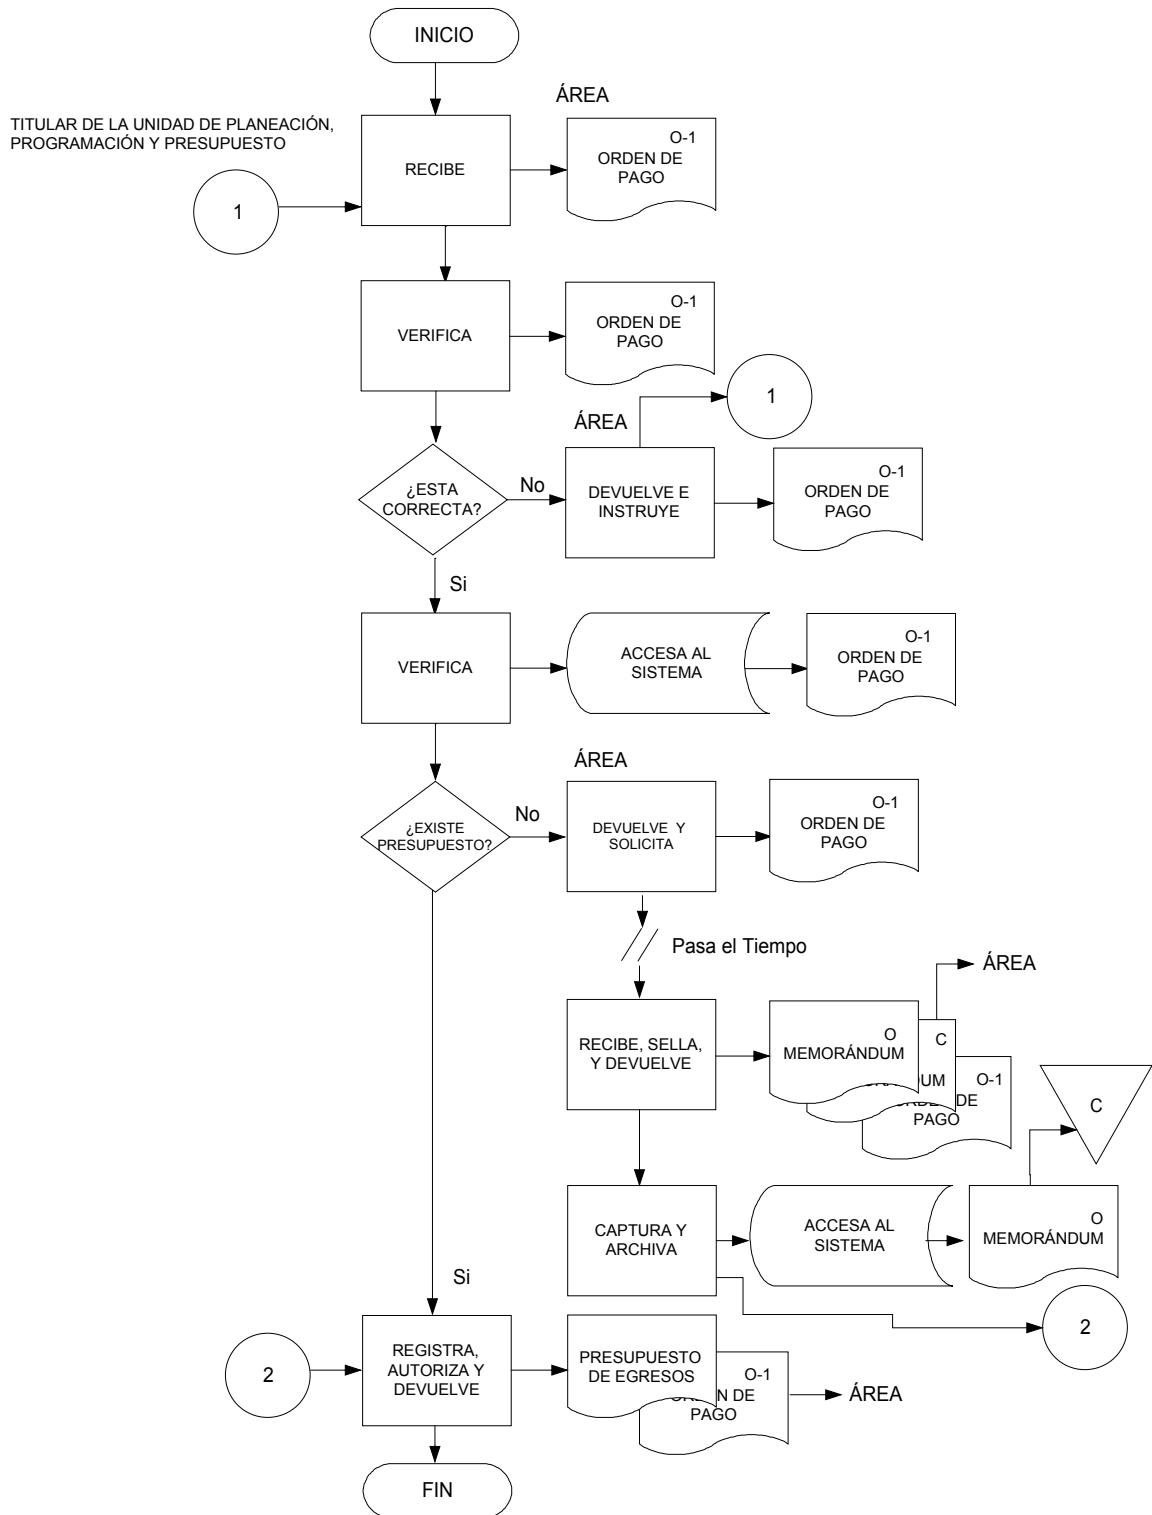 INICIO
ÁREA
TITULAR DE LA UNIDAD DE PLANEACIÓN,
PROGRAMACIÓN Y PRESUPUESTO
RECIBE
O-1
ORDEN DE
PAGO
1
VERIFICA
O-1
ORDEN DE
PAGO
1
ÁREA
¿ESTA
CORRECTA?
No
DEVUELVE E
INSTRUYE
O-1
ORDEN DE
PAGO
Si
VERIFICA
ACCESA AL
SISTEMA
O-1
ORDEN DE
PAGO
ÁREA
¿EXISTE
PRESUPUESTO?
No
DEVUELVE Y
SOLICITA
O-1
ORDEN DE
PAGO
Pasa el Tiempo
ÁREA
RECIBE, SELLA,
Y DEVUELVE
O
MEMORÁNDUM
C
O-1
DE
PAGO
C
CAPTURA Y
ARCHIVA
ACCESA AL
SISTEMA
O
MEMORÁNDUM
Si
2
2
REGISTRA,
AUTORIZA Y
DEVUELVE
PRESUPUESTO
DE EGRESOS
O-1
DE
PAGO
ÁREA
FIN